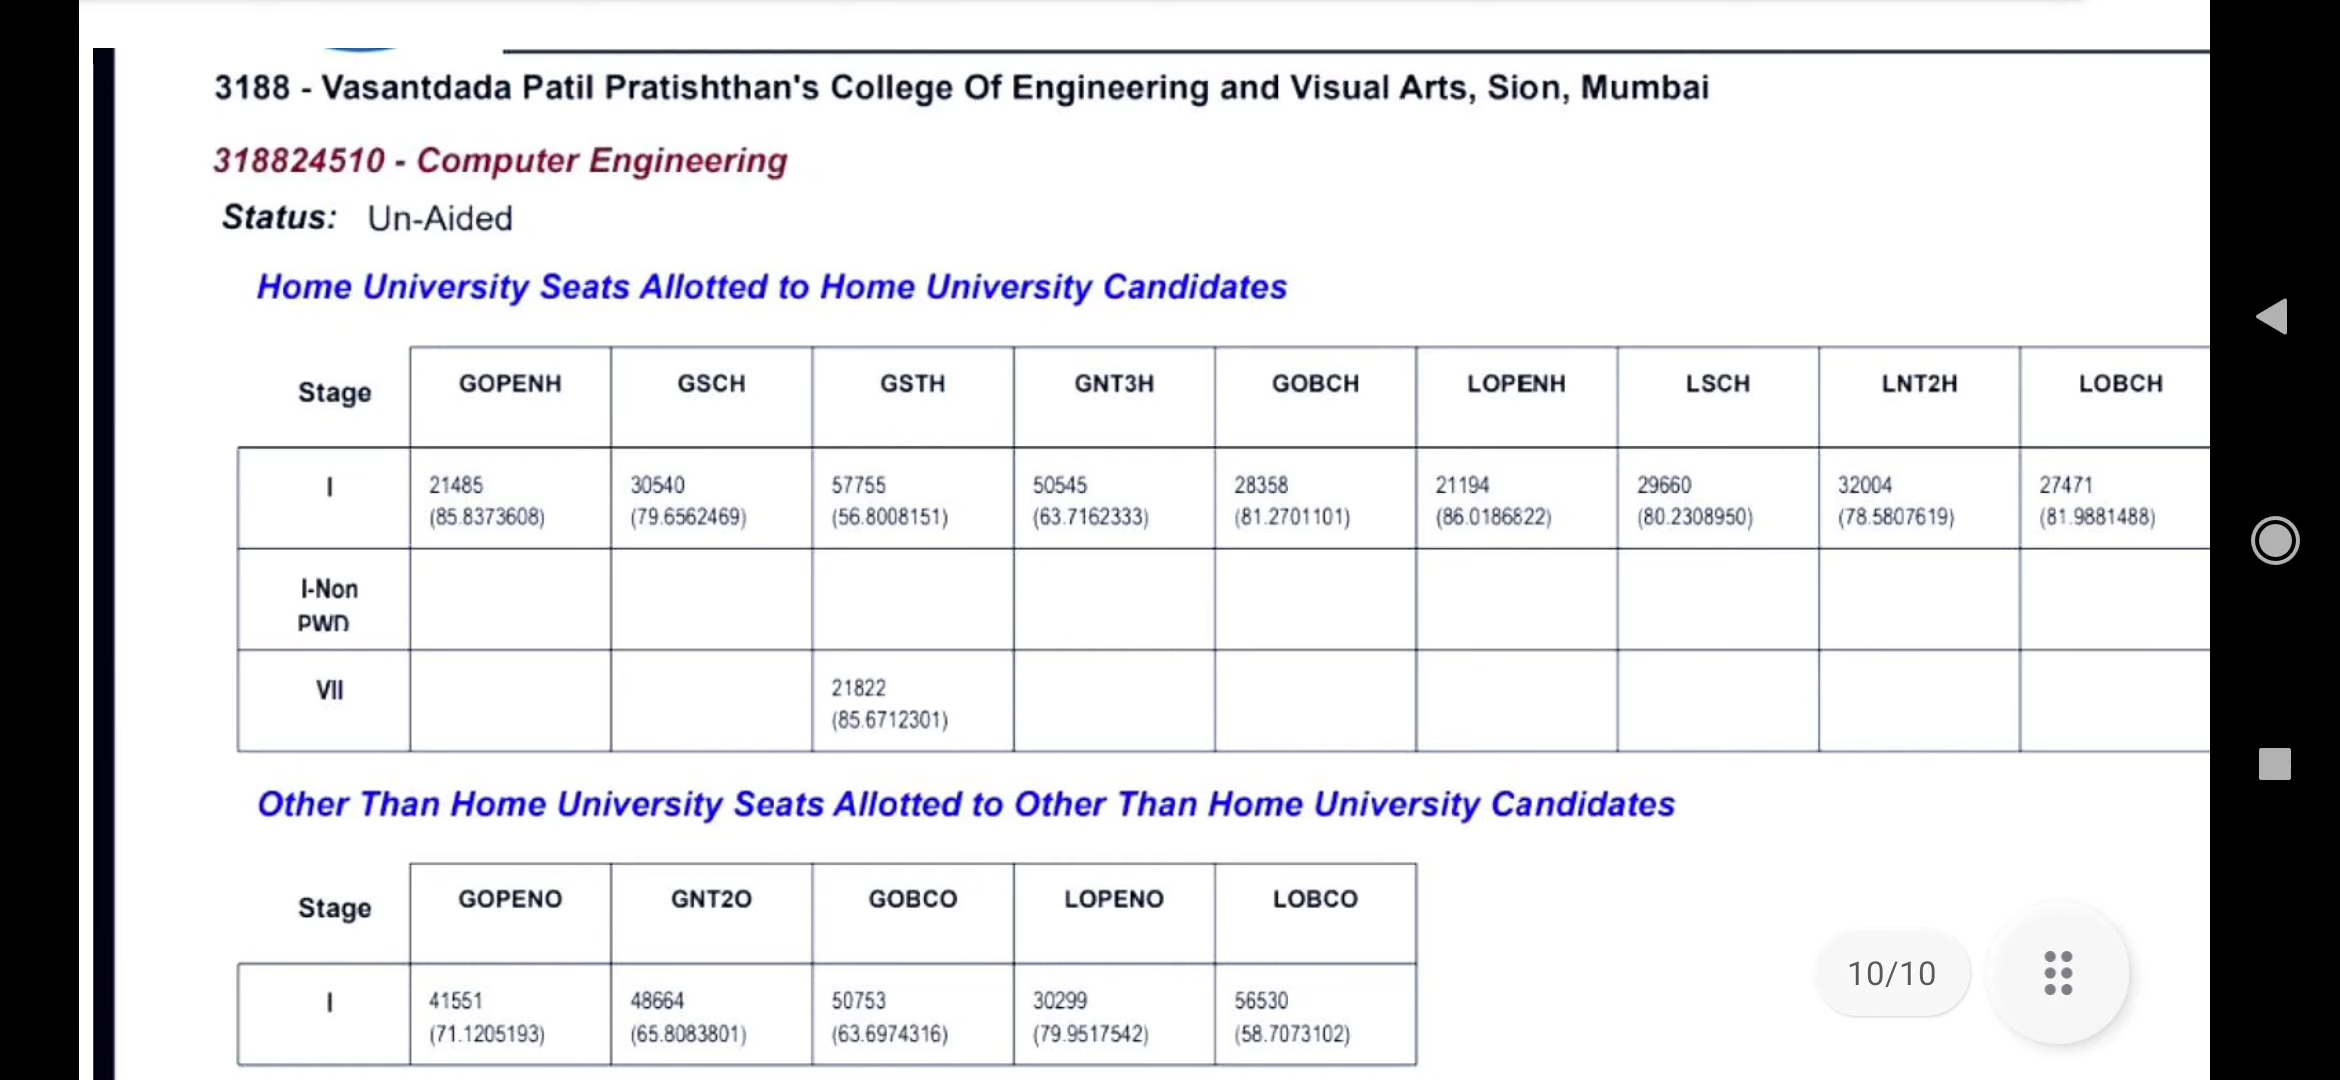 3188 - Vasantdada Patil Pratishthan's College Of Engineering and Visual Arts, Sion, Mumbai
318824510 - Computer Engineering
Status: Un-Aided
Home University Seats Allotted to Home University Candidates
Stage GOPENH GSCH GSTH GNT3H GOBCH LOPENH LSCH LNT2H LOBCH
I 21485 30540 57755 50545 28358 21194 29660 32004 27471
(85.8373608) (79.6562469) (56.8008151) (63.7162333) (81.2701101) (86.0186822) (80.2308950) (78.5807619) (81.9881488)
I-Non
PWD
VII 21822
(85.6712301)
Other Than Home University Seats Allotted to Other Than Home University Candidates
Stage GOPENO GNT2O GOBCO LOPENO LOBCO
I 41551 48664 50753 30299 56530
(71.1205193) (65.8083801) (63.6974316) (79.9517542) (58.7073102)
10/10